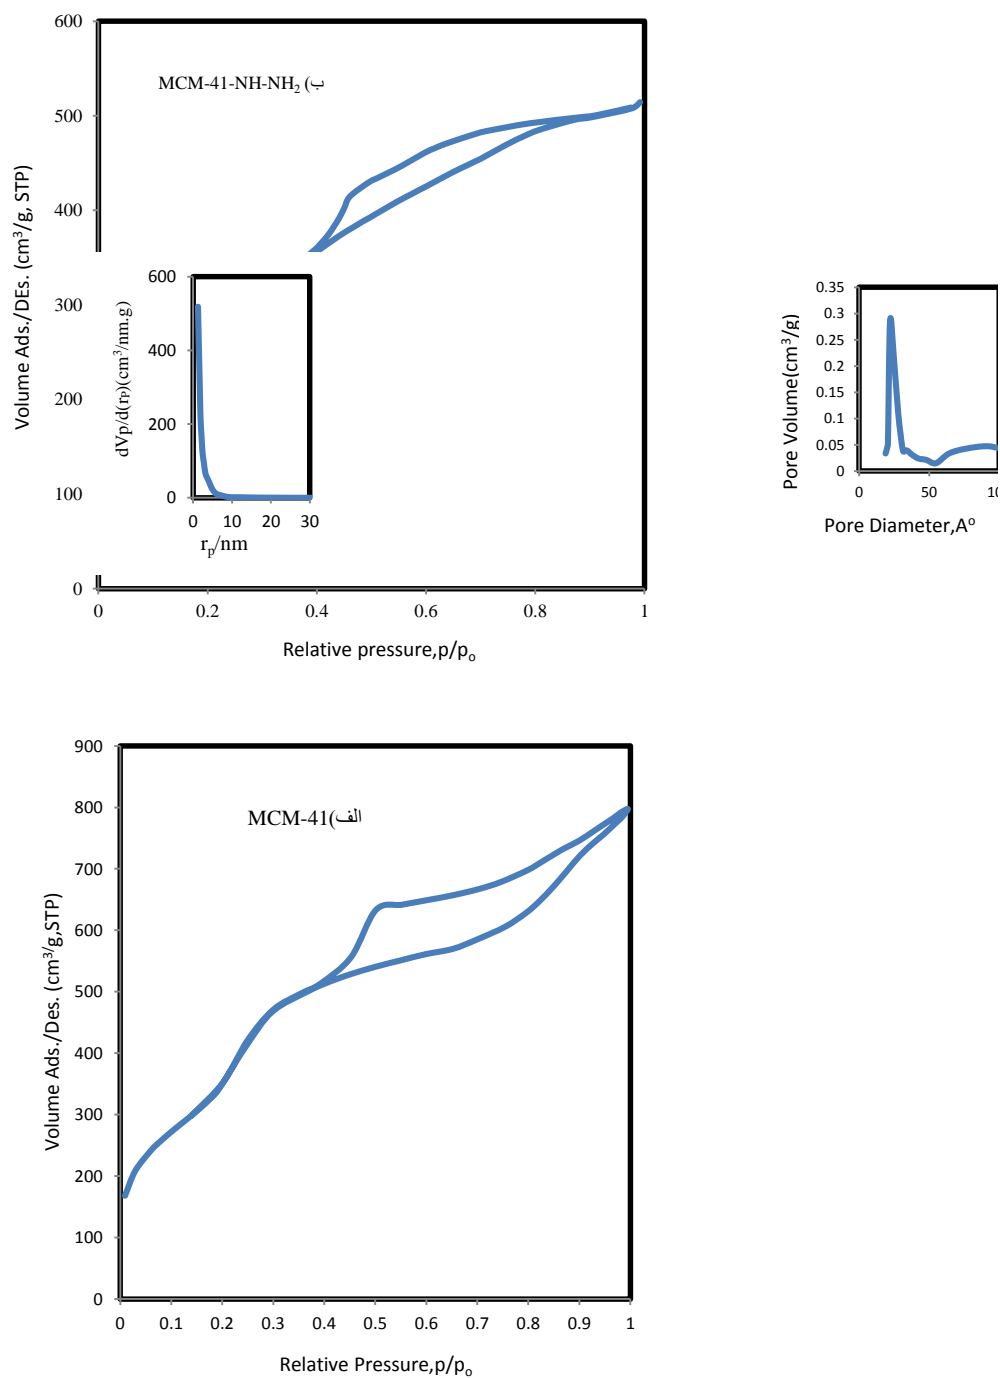 600
500
400
300
200
100
0
0 0.2 0.4 0.6 0.8 1
Volume Ads./DEs. (cm³/g, STP)
Relative pressure,p/pₒ
MCM-41-NH-NH₂ (ب
600
400
200
0
0 10 20 30
dVp/d(rₚ)(cm³/nm.g)
rₚ/nm
0.35
0.3
0.25
0.2
0.15
0.1
0.05
0
0 50
Pore Volume(cm³/g)
Pore Diameter,Aᵒ
900
800
700
600
500
400
300
200
100
0
0 0.1 0.2 0.3 0.4 0.5 0.6 0.7 0.8 0.9 1
Volume Ads./Des. (cm³/g,STP)
Relative Pressure,p/pₒ
MCM-41(الف